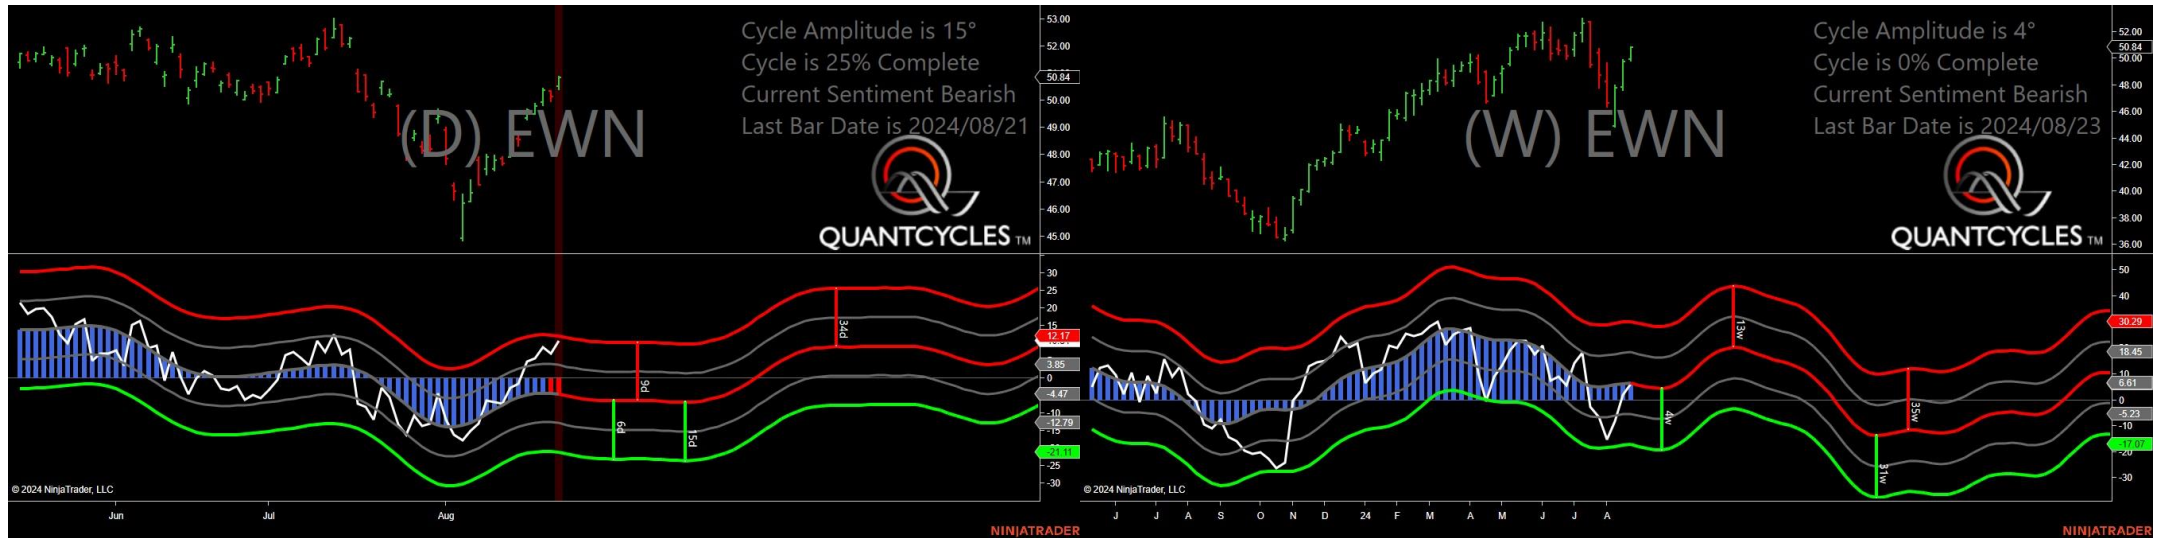 Cycle Amplitude is 15°
Cycle is 25% Complete
Current Sentiment Bearish
Last Bar Date is 2024/08/21
(D) EWN
QUANTCYCLES TM
53.00
52.00
50.84
50.00
49.00
48.00
47.00
46.00
45.00
30
25
20
15
12.17
3.85
0
-4.47
-10
-12.79
-15
-21.11
-25
-30
34d
9d
6d
15d
© 2024 NinjaTrader, LLC
Jun
Jul
Aug
NINJATRADER
Cycle Amplitude is 4°
Cycle is 0% Complete
Current Sentiment Bearish
Last Bar Date is 2024/08/23
(W) EWN
QUANTCYCLES TM
52.00
50.84
50.00
48.00
46.00
44.00
42.00
40.00
38.00
36.00
50
40
30.29
18.45
10
6.61
0
-5.23
-10
-17.07
-20
-30
13w
4w
35w
31w
© 2024 NinjaTrader, LLC
J J A S O N D 24 F M A M J J A
NINJATRADER